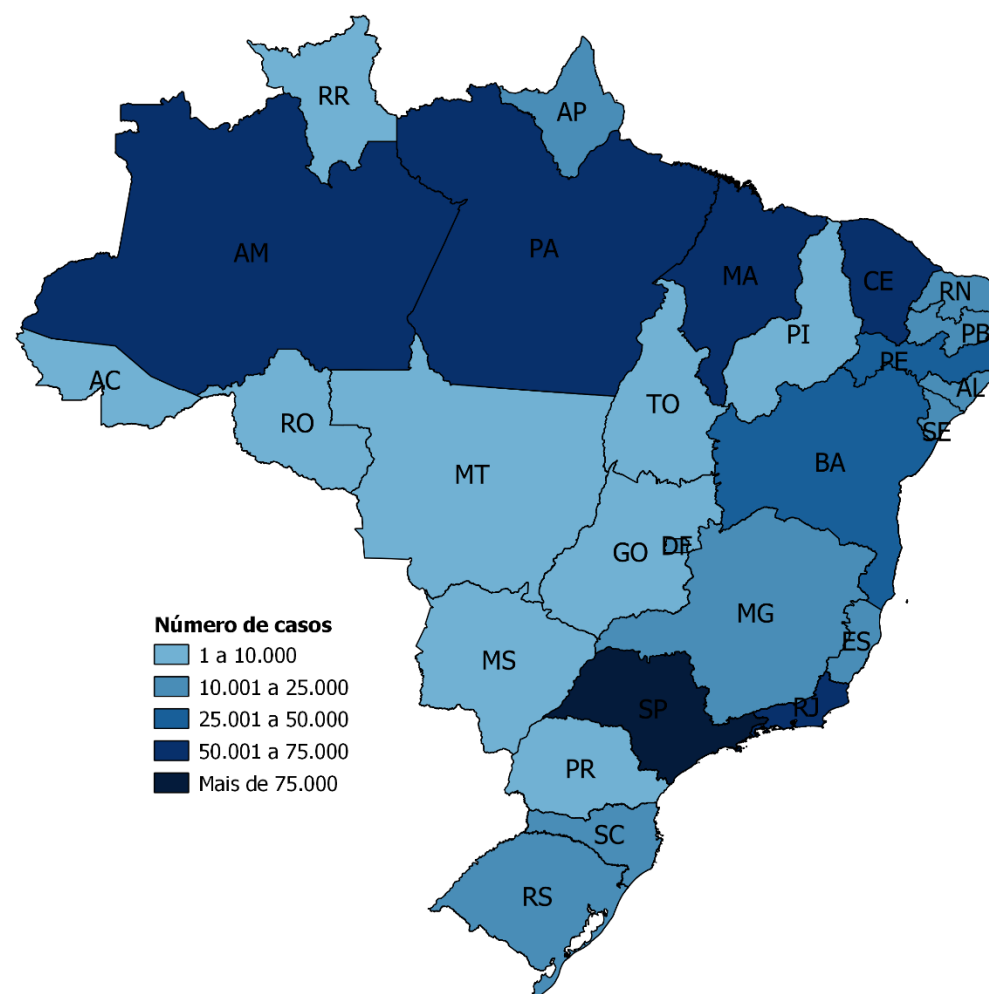 RR
AP
AM
PA
MA
CE
RN
PI
PB
PE
AC
AL
TO
RO
SE
BA
MT
GO
DF
MG
ES
MS
SP
RJ
PR
SC
RS
Número de casos
1 a 10.000
10.001 a 25.000
25.001 a 50.000
50.001 a 75.000
Mais de 75.000